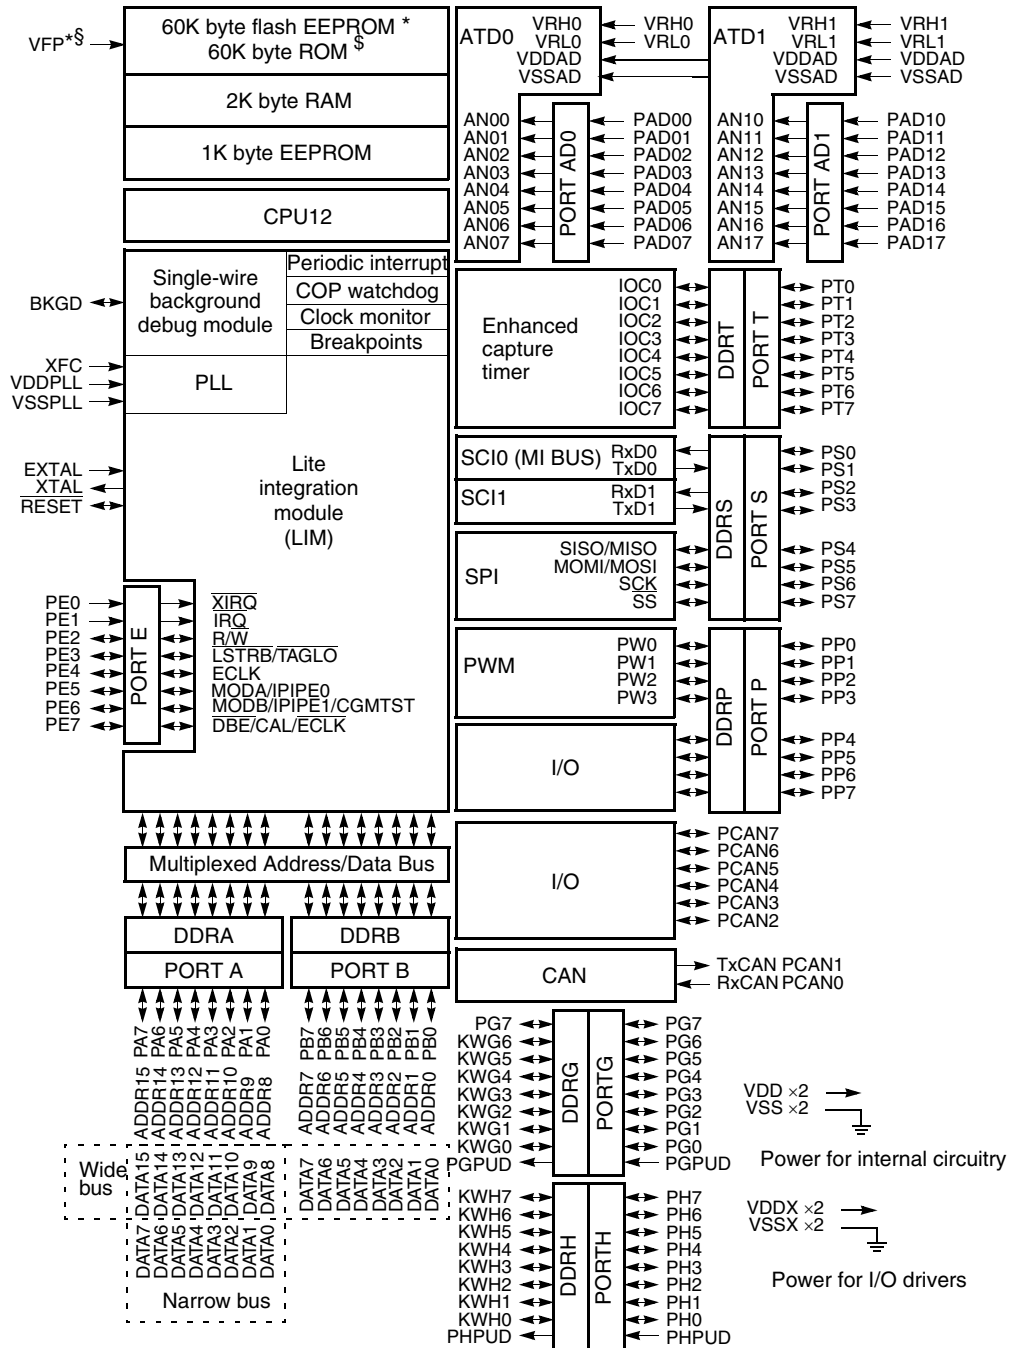 VFP*§
60K byte flash EEPROM *
60K byte ROM $
2K byte RAM
1K byte EEPROM
CPU12
Single-wire
background
debug module
Periodic interrupt
COP watchdog
Clock monitor
Breakpoints
BKGD
XFC
VDDPLL
VSSPLL
PLL
EXTAL
XTAL
RESET
Lite
integration
module
(LIM)
PE0
PE1
PE2
PE3
PE4
PE5
PE6
PE7
PORT E
XIRQ
IRQ
R/W
LSTRB/TAGLO
ECLK
MODA/IPIPE0
MODB/IPIPE1/CGMTST
DBE/CAL/ECLK
Multiplexed Address/Data Bus
DDRA
PORT A
DDRB
PORT B
PA7
PA6
PA5
PA4
PA3
PA2
PA1
PA0
PB7
PB6
PB5
PB4
PB3
PB2
PB1
PB0
ADDR15
ADDR14
ADDR13
ADDR12
ADDR11
ADDR10
ADDR9
ADDR8
ADDR7
ADDR6
ADDR5
ADDR4
ADDR3
ADDR2
ADDR1
ADDR0
Wide
bus
DATA15
DATA14
DATA13
DATA12
DATA11
DATA10
DATA9
DATA8
DATA7
DATA6
DATA5
DATA4
DATA3
DATA2
DATA1
DATA0
DATA7
DATA6
DATA5
DATA4
DATA3
DATA2
DATA1
DATA0
Narrow bus
ATD0
VRH0
VRL0
VDDAD
VSSAD
VRH0
VRL0
AN00
AN01
AN02
AN03
AN04
AN05
AN06
AN07
PORT AD0
PAD00
PAD01
PAD02
PAD03
PAD04
PAD05
PAD06
PAD07
ATD1
VRH1
VRL1
VDDAD
VSSAD
VRH1
VRL1
VDDAD
VSSAD
AN10
AN11
AN12
AN13
AN14
AN15
AN16
AN17
PORT AD1
PAD10
PAD11
PAD12
PAD13
PAD14
PAD15
PAD16
PAD17
Enhanced
capture
timer
IOC0
IOC1
IOC2
IOC3
IOC4
IOC5
IOC6
IOC7
DDRT
PORT T
PT0
PT1
PT2
PT3
PT4
PT5
PT6
PT7
SCI0 (MI BUS)
RxD0
TxD0
SCI1
RxD1
TxD1
SPI
SISO/MISO
MOMI/MOSI
SCK
SS
DDRS
PORT S
PS0
PS1
PS2
PS3
PS4
PS5
PS6
PS7
PWM
PW0
PW1
PW2
PW3
I/O
DDRP
PORT P
PP0
PP1
PP2
PP3
PP4
PP5
PP6
PP7
I/O
PCAN7
PCAN6
PCAN5
PCAN4
PCAN3
PCAN2
CAN
TxCAN PCAN1
RxCAN PCAN0
PG7
KWG6
KWG5
KWG4
KWG3
KWG2
KWG1
KWG0
PGPUD
DDRG
PORTG
PG7
PG6
PG5
PG4
PG3
PG2
PG1
PG0
PGPUD
KWH7
KWH6
KWH5
KWH4
KWH3
KWH2
KWH1
KWH0
PHPUD
DDRH
PORTH
PH7
PH6
PH5
PH4
PH3
PH2
PH1
PH0
PHPUD
VDD ×2
VSS ×2
Power for internal circuitry
VDDX ×2
VSSX ×2
Power for I/O drivers